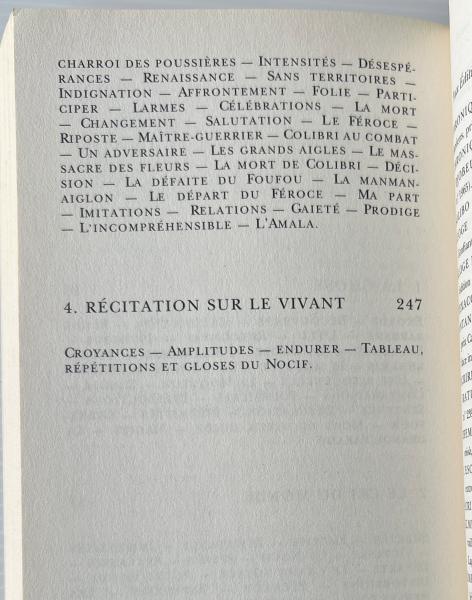 CHARROI DES POUSSIÈRES — INTENSITÉS — DÉSESPÉ-
RANCES — RENAISSANCE — SANS TERRITOIRES —
INDIGNATION — AFFRONTEMENT — FOLIE — PARTI-
CIPER — LARMES — CÉLÉBRATIONS — LA MORT
— CHANGEMENT — SALUTATION — LE FÉROCE —
RIPOSTE — MAÎTRE-GUERRIER — COLIBRI AU COMBAT
— UN ADVERSAIRE — LES GRANDS AIGLES — LE MAS-
SACRE DES FLEURS — LA MORT DE COLIBRI — DÉCI-
SION — LA DÉFAITE DU FOUFOU — LA MANMAN-
AIGLON — LE DÉPART DU FÉROCE — MA PART
— IMITATIONS — RELATIONS — GAIETÉ — PRODIGE
— L'INCOMPRÉHENSIBLE — L'AMALA.
4. RÉCITATION SUR LE VIVANT 247
CROYANCES — AMPLITUDES — ENDURER — TABLEAU,
RÉPÉTITIONS ET GLOSES DU NOCIF.